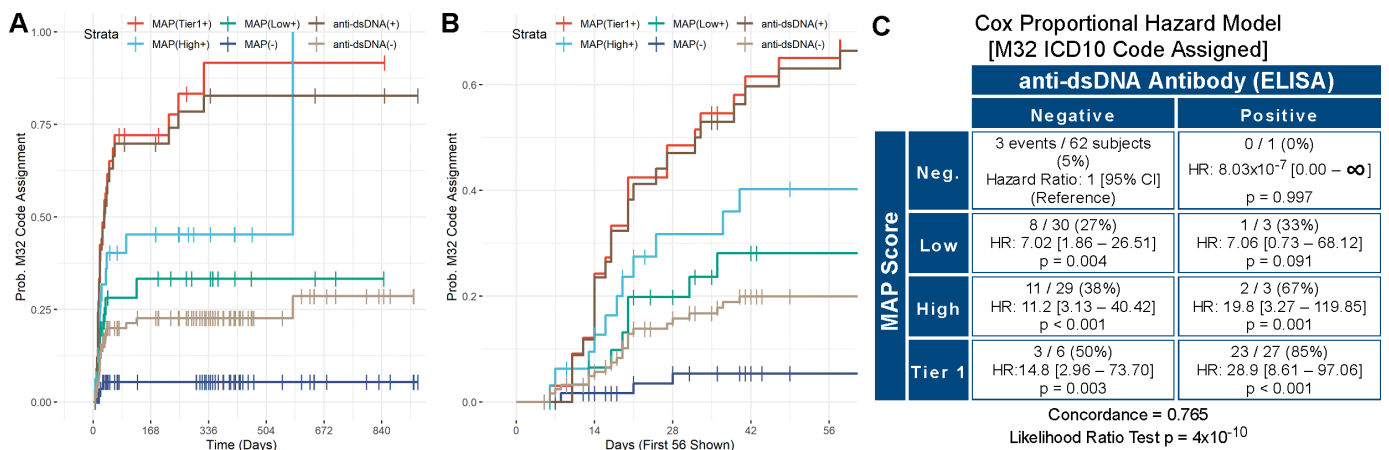 A
Strata
MAP(Tier1+)
MAP(Low+)
anti-dsDNA(+)
MAP(High+)
MAP(-)
anti-dsDNA(-)
Prob. M32 Code Assignment
1.00
0.75
0.50
0.25
0.00
0
168
336
504
672
840
Time (Days)
B
Strata
MAP(Tier1+)
MAP(Low+)
anti-dsDNA(+)
MAP(High+)
MAP(-)
anti-dsDNA(-)
Prob. M32 Code Assignment
0.6
0.4
0.2
0.0
0
14
28
42
56
Days (First 56 Shown)
C
Cox Proportional Hazard Model
[M32 ICD10 Code Assigned]
anti-dsDNA Antibody (ELISA)
Negative
Positive
MAP Score
Neg.
3 events / 62 subjects
(5%)
Hazard Ratio: 1 [95% CI]
(Reference)
0 / 1 (0%)
HR: 8.03x10-7 [0.00 – ∞]
p = 0.997
Low
8 / 30 (27%)
HR: 7.02 [1.86 – 26.51]
p = 0.004
1 / 3 (33%)
HR: 7.06 [0.73 – 68.12]
p = 0.091
High
11 / 29 (38%)
HR: 11.2 [3.13 – 40.42]
p < 0.001
2 / 3 (67%)
HR: 19.8 [3.27 – 119.85]
p = 0.001
Tier 1
3 / 6 (50%)
HR:14.8 [2.96 – 73.70]
p = 0.003
23 / 27 (85%)
HR: 28.9 [8.61 – 97.06]
p < 0.001
Concordance = 0.765
Likelihood Ratio Test p = 4x10-10